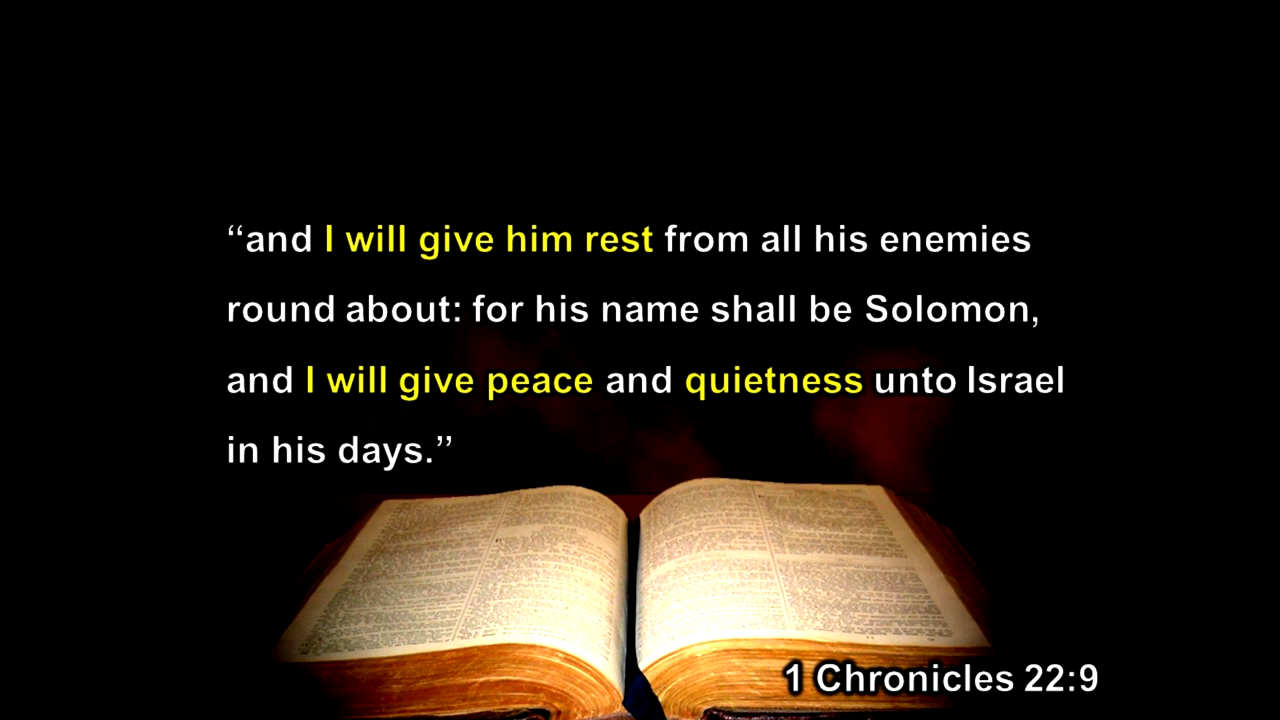 “and I will give him rest from all his enemies
round about: for his name shall be Solomon,
and I will give peace and quietness unto Israel
in his days.”
1 Chronicles 22:9